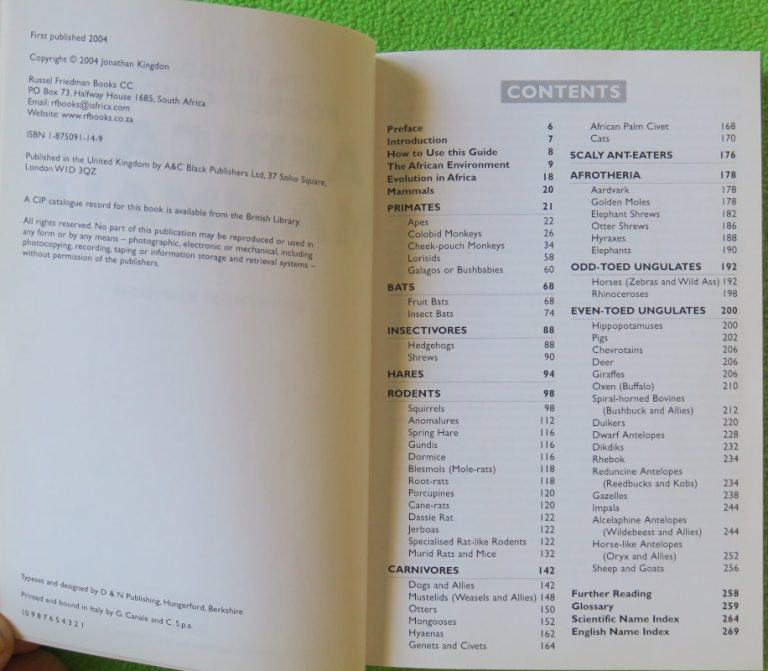 First published 2004
Copyright © 2004 Jonathan Kingdon
Russel Friedman Books CC
PO Box 73, Halfway House 1685, South Africa
Email: rfbooks@iafrica.com
Website: www.rfbooks.co.za
ISBN 1-875091-14-9
Published in the United Kingdom by A&C Black Publishers Ltd, 37 Soho Square,
London W1D 3QZ
A CIP catalogue record for this book is available from the British Library.
All rights reserved. No part of this publication may be reproduced or used in
any form or by any means – photographic, electronic or mechanical, including
photocopying, recording, taping or information storage and retrieval systems –
without permission of the publishers.
Typeset and designed by D & N Publishing, Hungerford, Berkshire
Printed and bound in Italy by G. Canale and C. S.p.a.
10 9 8 7 6 5 4 3 2 1
CONTENTS
Preface 6
Introduction 7
How to Use this Guide 8
The African Environment 9
Evolution in Africa 18
Mammals 20
PRIMATES 21
Apes 22
Colobid Monkeys 26
Cheek-pouch Monkeys 34
Lorisids 58
Galagos or Bushbabies 60
BATS 68
Fruit Bats 68
Insect Bats 74
INSECTIVORES 88
Hedgehogs 88
Shrews 90
HARES 94
RODENTS 98
Squirrels 98
Anomalures 112
Spring Hare 116
Gundis 116
Dormice 116
Blesmols (Mole-rats) 118
Root-rats 118
Porcupines 120
Cane-rats 120
Dassie Rat 122
Jerboas 122
Specialised Rat-like Rodents 122
Murid Rats and Mice 132
CARNIVORES 142
Dogs and Allies 142
Mustelids (Weasels and Allies) 148
Otters 150
Mongooses 152
Hyaenas 162
Genets and Civets 164
African Palm Civet 168
Cats 170
SCALY ANT-EATERS 176
AFROTHERIA 178
Aardvark 178
Golden Moles 178
Elephant Shrews 182
Otter Shrews 186
Hyraxes 188
Elephants 190
ODD-TOED UNGULATES 192
Horses (Zebras and Wild Ass) 192
Rhinoceroses 198
EVEN-TOED UNGULATES 200
Hippopotamuses 200
Pigs 202
Chevrotains 206
Deer 206
Giraffes 206
Oxen (Buffalo) 210
Spiral-horned Bovines
(Bushbuck and Allies) 212
Duikers 220
Dwarf Antelopes 228
Dikdiks 232
Rhebok 234
Reduncine Antelopes
(Reedbucks and Kobs) 234
Gazelles 238
Impala 244
Alcelaphine Antelopes
(Wildebeest and Allies) 244
Horse-like Antelopes
(Oryx and Allies) 252
Sheep and Goats 256
Further Reading 258
Glossary 259
Scientific Name Index 264
English Name Index 269